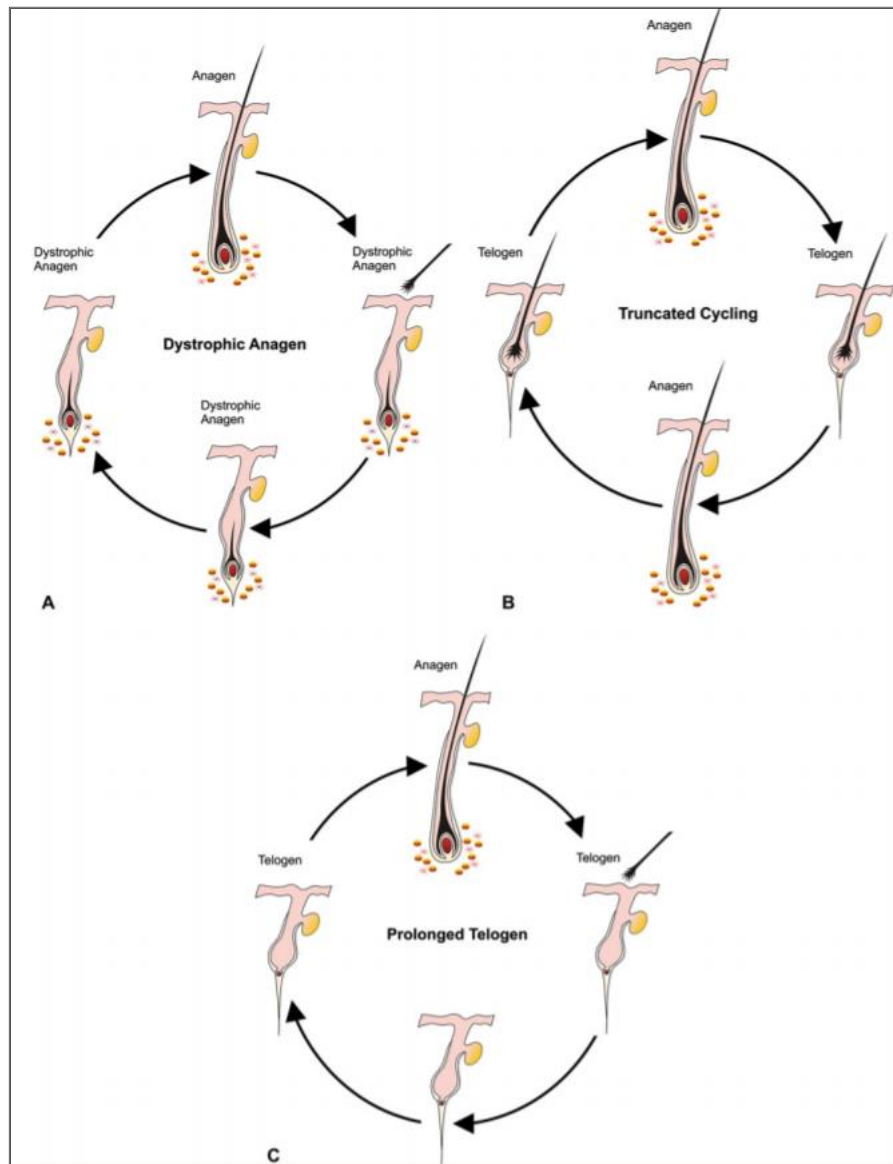 Anagen
Dystrophic
Anagen
Dystrophic
Anagen
Dystrophic Anagen
Dystrophic
Anagen
A
Anagen
Telogen
Telogen
Truncated Cycling
Anagen
B
Anagen
Telogen
Telogen
Prolonged Telogen
C